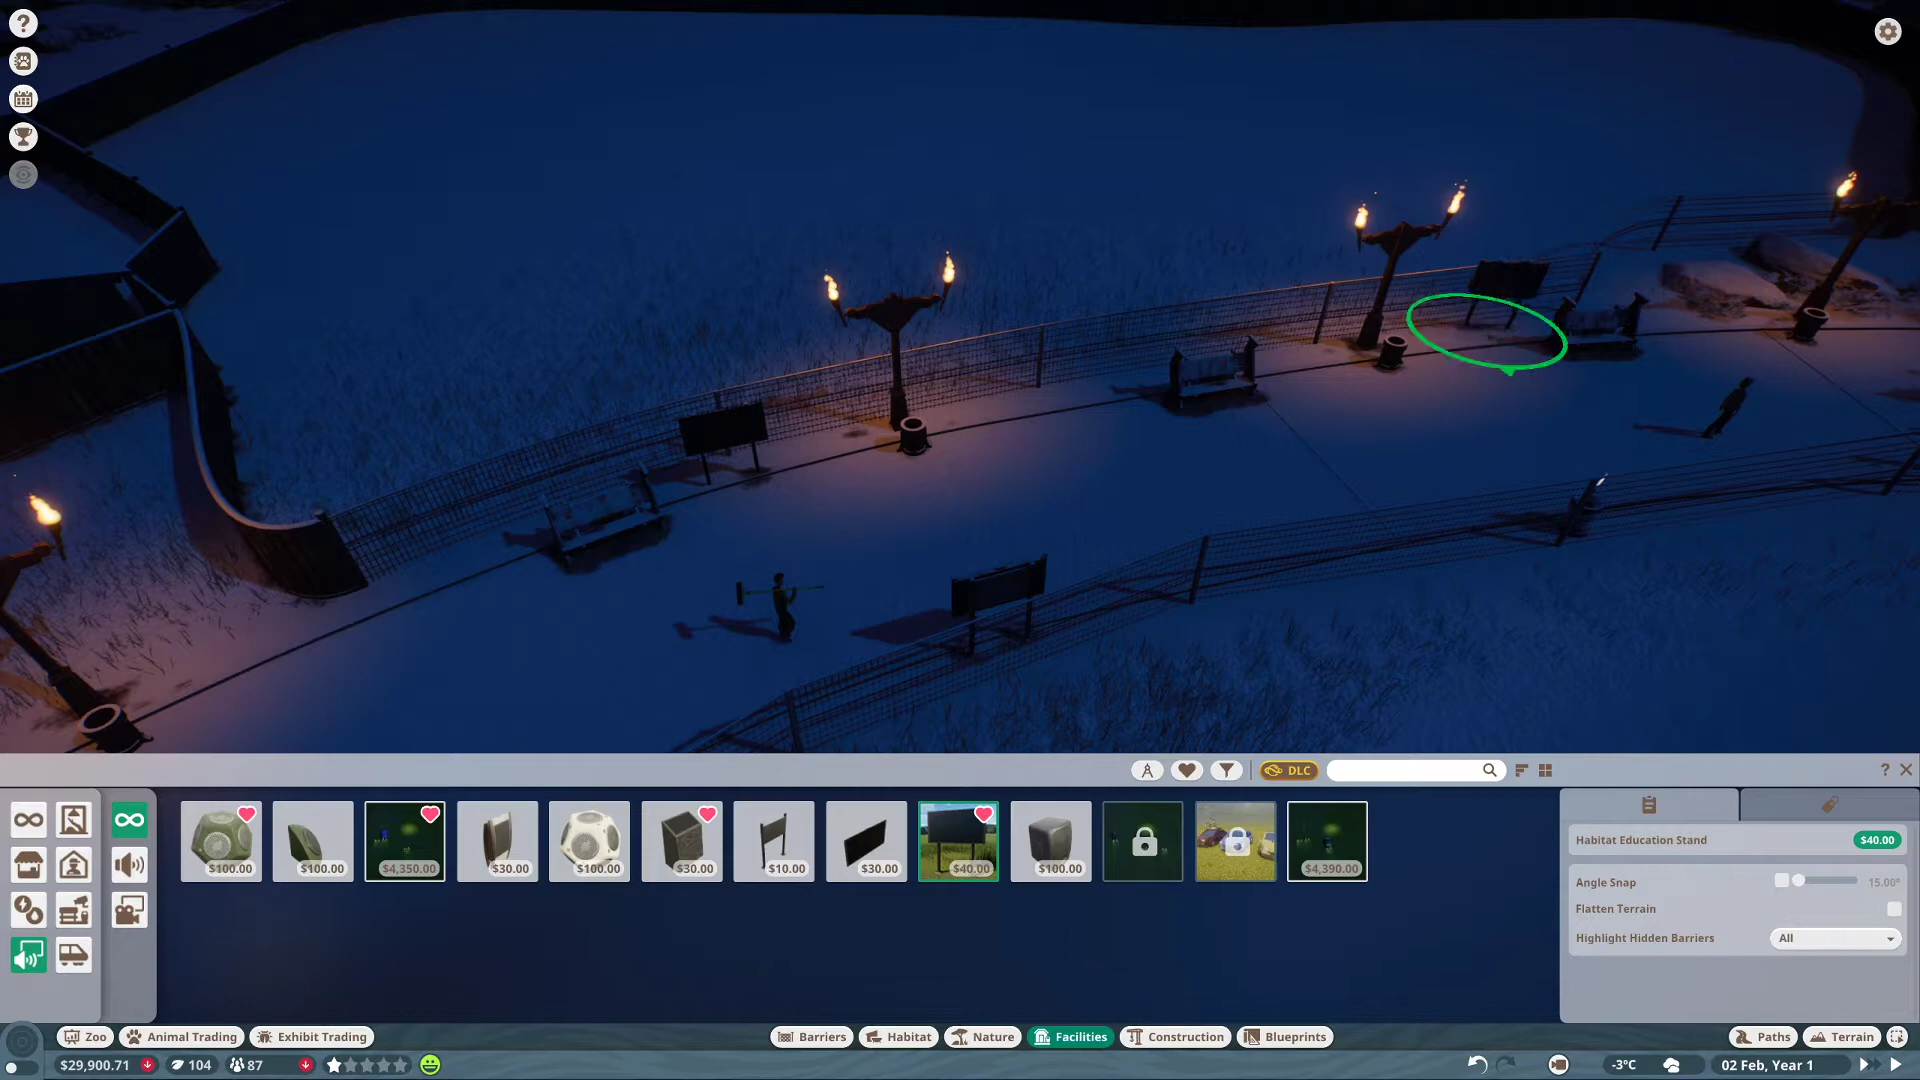 DLC
$100.00
$100.00
$4,350.00
$30.00
$100.00
$30.00
$10.00
$30.00
$40.00
$100.00
$4,390.00
Habitat Education Stand
$40.00
Angle Snap
15.00°
Flatten Terrain
Highlight Hidden Barriers
All
Zoo
Animal Trading
Exhibit Trading
Barriers
Habitat
Nature
Facilities
Construction
Blueprints
Paths
Terrain
$29,900.71
104
87
-3°C
02 Feb, Year 1